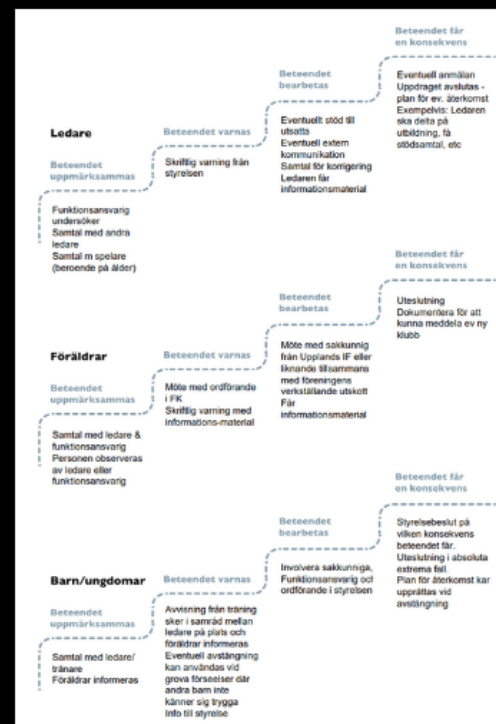 Ledare
Beteendet
uppmärksammas
Funktionsansvarig
undersöker
Samtal med andra
ledare
Samtal m spelare
(beroende på ålder)
Beteendet varnas
Skriftlig varning från
styrelsen
Beteendet
bearbetas
Eventuellt stöd till
utsatta
Eventuell extern
kommunikation
Samtal för korrigering
Ledaren får
informationsmaterial
Beteendet får
en konsekvens
Eventuell anmälan
Uppdraget avslutas -
plan för ev. återkomst
Exempelvis: Ledaren
ska delta på
utbildning, få
stödsamtal, etc
Föräldrar
Beteendet
uppmärksammas
Samtal med ledare &
funktionsansvarig
Personen observeras
av ledare eller
funktionsansvarig
Beteendet varnas
Möte med ordförande
i FK
Skriftlig varning med
informations-material
Beteendet
bearbetas
Möte med sakkunnig
från Upplands IF eller
liknande tillsammans
med föreningens
verkställande utskott
Får
informationsmaterial
Beteendet får
en konsekvens
Uteslutning
Dokumentera för att
kunna meddela ev ny
klubb
Barn/ungdomar
Beteendet
uppmärksammas
Samtal med ledare/
tränare
Föräldrar informeras
Beteendet varnas
Avvisning från träning
sker i samråd mellan
ledare på plats och
föräldrar informeras
Eventuell avstängning
kan användas vid
grova förseelser där
andra barn inte
känner sig trygga
Info till styrelse
Beteendet
bearbetas
Involvera sakkunniga,
Funktionsansvarig och
ordförande i styrelsen
Beteendet får
en konsekvens
Styrelsebeslut på
vilken konsekvens
beteendet får.
Uteslutning i absoluta
extrema fall.
Plan för återkomst kan
upprättas vid
avstängning